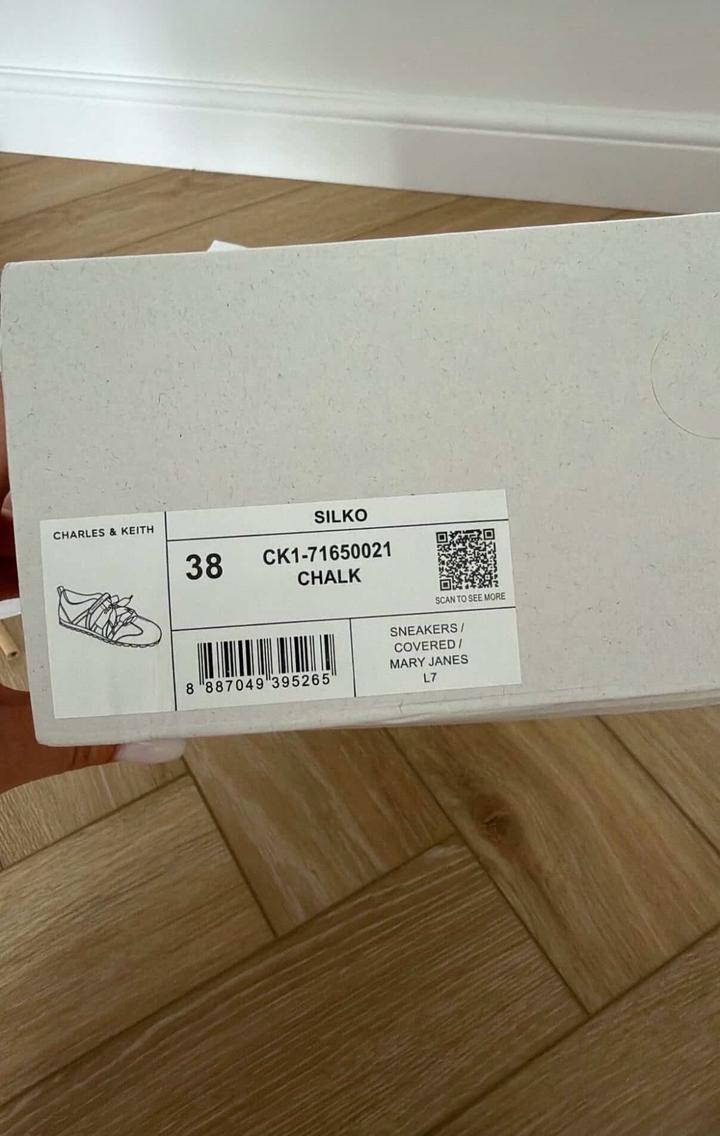 CHARLES & KEITH
SILKO
38
CK1-71650021
CHALK
SCAN TO SEE MORE
8 887049 395265
SNEAKERS /
COVERED /
MARY JANES
L7